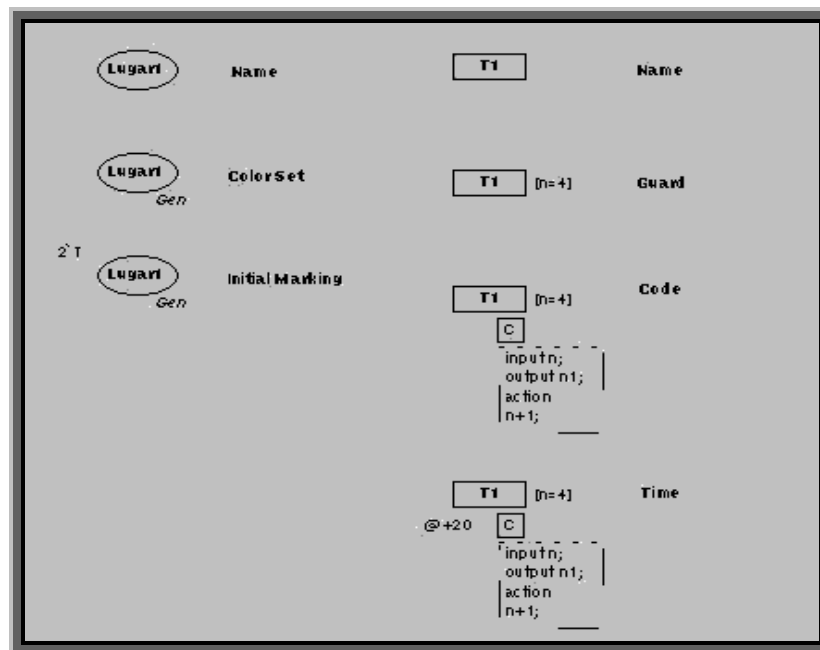 Lugar1 Name
Lugar1 ColorSet
Gen
2`T
Lugar1 Initial Marking
Gen
T1 Name
T1 [n=4] Guard
T1 [n=4] Code
C
input n;
output n1;
action
n+1;
T1 [n=4] Time
@+20 C
input n;
output n1;
action
n+1;